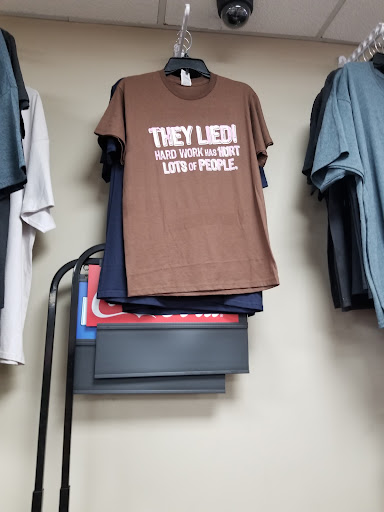 THEY LIED!
HARD WORK HAS HURT
LOTS OF PEOPLE.